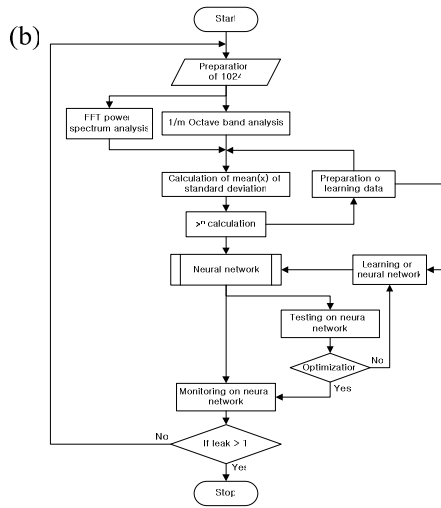 (b)
Start
Preparation
of 1024
FFT power
spectrum analysis
1/m Octave band analysis
Calculation of mean(x) of
standard deviation
Preparation o
learning data
>n calculation
Neural network
Learning or
neural network
Testing on neura
network
Optimization
No
Yes
Monitoring on neura
network
No
If leak > 1
Yes
Stop